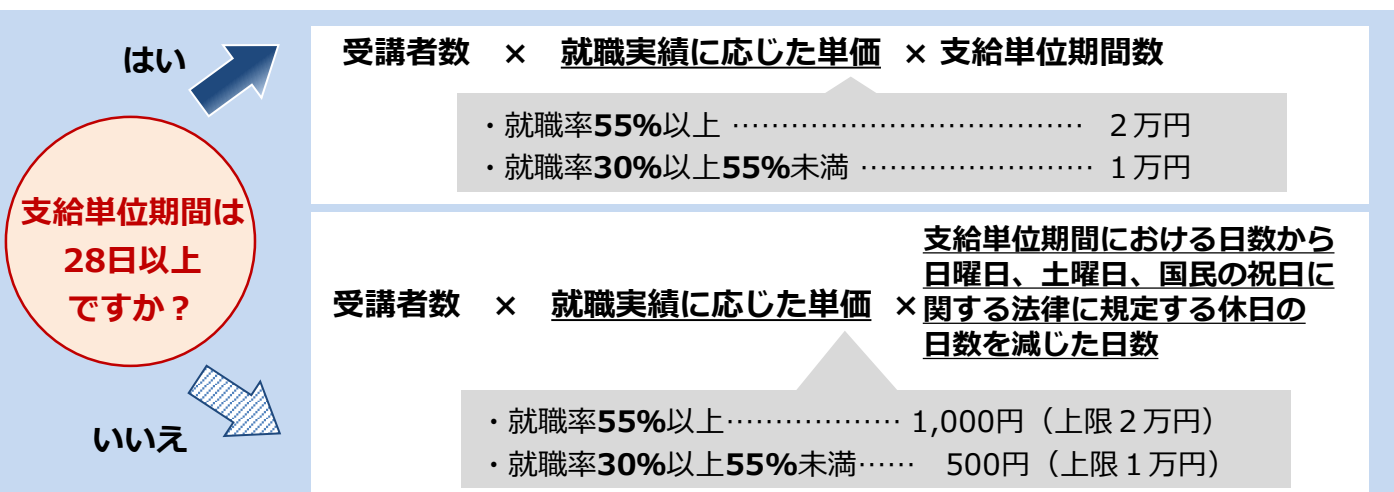 支給単位期間は
28日以上
ですか？
はい
受講者数 × 就職実績に応じた単価 × 支給単位期間数
・就職率55%以上 ……………………………… ２万円
・就職率30%以上55%未満 …………………… １万円
いいえ
受講者数 × 就職実績に応じた単価 ×
支給単位期間における日数から
日曜日、土曜日、国民の祝日に
関する法律に規定する休日の
日数を減じた日数
・就職率55%以上……………… 1,000円（上限２万円）
・就職率30%以上55%未満…… 500円（上限１万円）